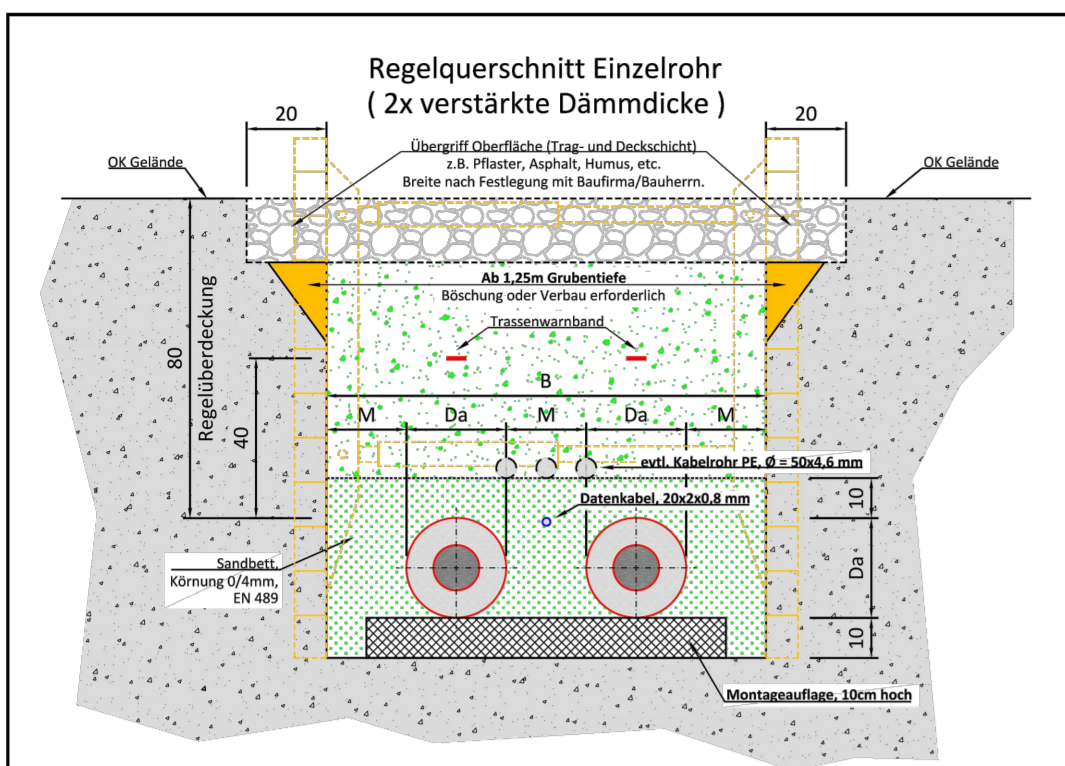 Regelquerschnitt Einzelrohr
( 2x verstärkte Dämmdicke )
20
20
Übergriff Oberfläche (Trag- und Deckschicht)
z.B. Pflaster, Asphalt, Humus, etc.
Breite nach Festlegung mit Baufirma/Bauherrn.
OK Gelände
OK Gelände
Ab 1,25m Grubentiefe
Böschung oder Verbau erforderlich
Trassenwarnband
80
Regelüberdeckung
40
B
M
Da
M
Da
M
evtl. Kabelrohr PE, Ø = 50x4,6 mm
Datenkabel, 20x2x0,8 mm
10
Da
10
Sandbett,
Körnung 0/4mm,
EN 489
Montageauflage, 10cm hoch